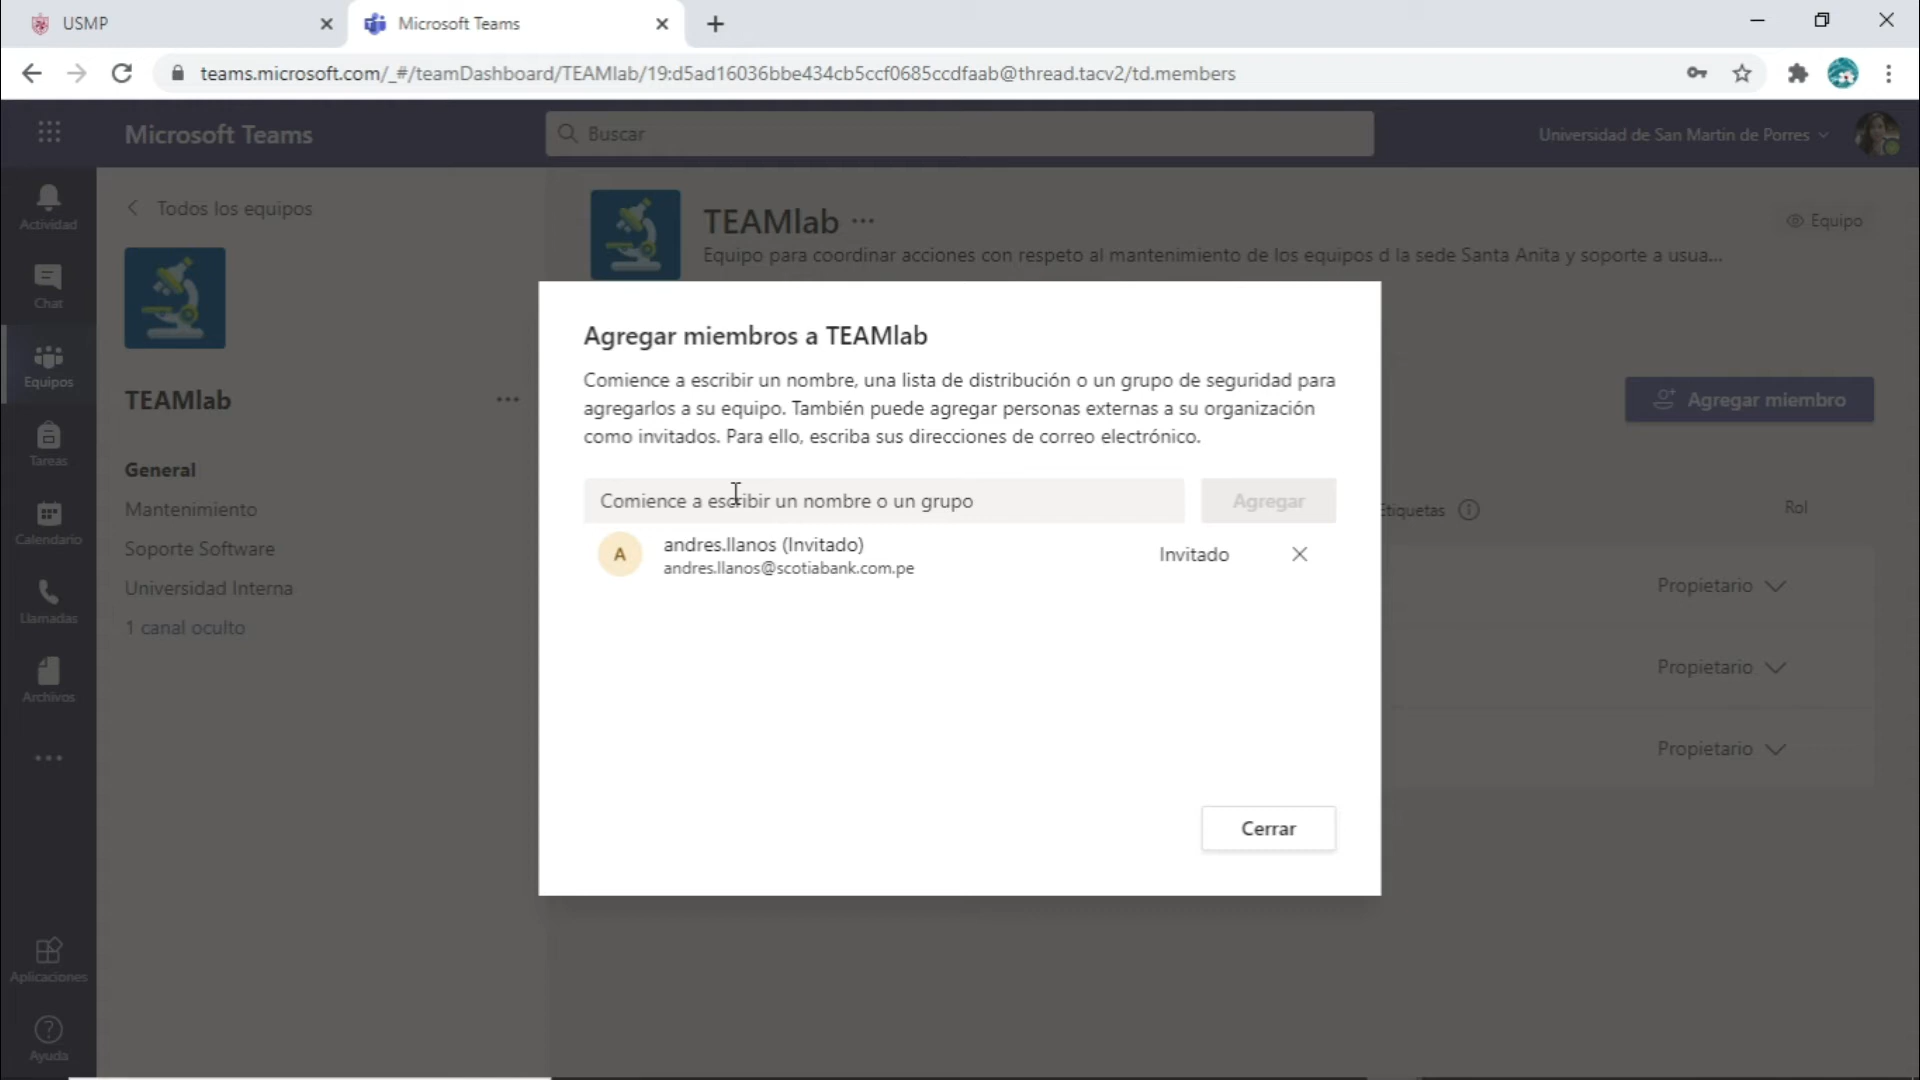 USMP
Microsoft Teams
teams.microsoft.com/_#/teamDashboard/TEAMlab/19:d5ad16036bbe434cb5ccf0685ccdfaab@thread.tacv2/td.members
Microsoft Teams
Buscar
Universidad de San Martin de Porres
Actividad
Chat
Equipos
Tareas
Calendario
Llamadas
Archivos
Aplicaciones
Ayuda
Todos los equipos
TEAMlab
General
Mantenimiento
Soporte Software
Universidad Interna
1 canal oculto
TEAMlab
Equipo
Equipo para coordinar acciones con respeto al mantenimiento de los equipos d la sede Santa Anita y soporte a usua...
Agregar miembro
Etiquetas
Rol
Propietario
Propietario
Propietario
Agregar miembros a TEAMlab
Comience a escribir un nombre, una lista de distribución o un grupo de seguridad para
agregarlos a su equipo. También puede agregar personas externas a su organización
como invitados. Para ello, escriba sus direcciones de correo electrónico.
Comience a escribir un nombre o un grupo
Agregar
A
andres.llanos (Invitado)
andres.llanos@scotiabank.com.pe
Invitado
Cerrar